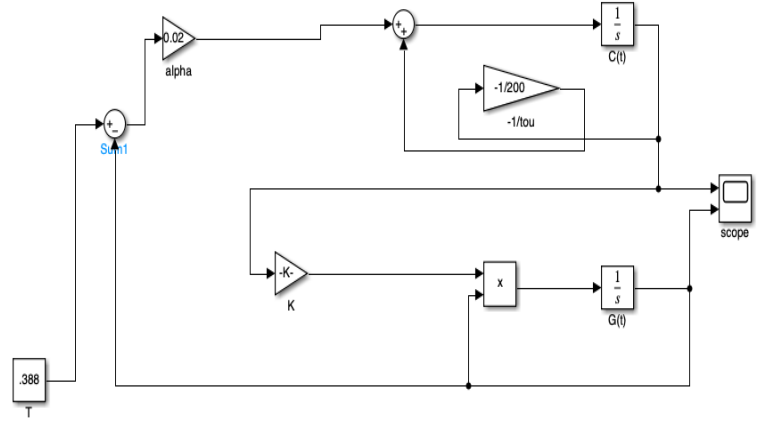 1
s
C(t)
0.02
alpha
+
+
-1/200
-1/tou
+
−
Sum1
scope
-K-
K
x
1
s
G(t)
.388
T